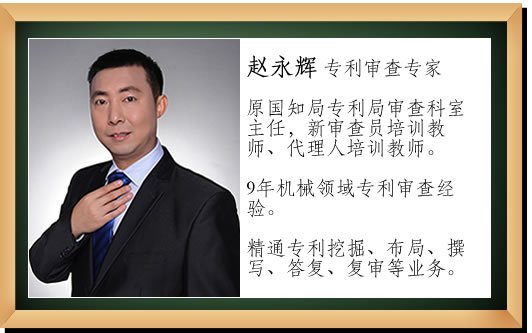 赵永辉 专利审查专家
原国知局专利局审查科室
主任，新审查员培训教
师、代理人培训教师。
9年机械领域专利审查经
验。
精通专利挖掘、布局、撰
写、答复、复审等业务。